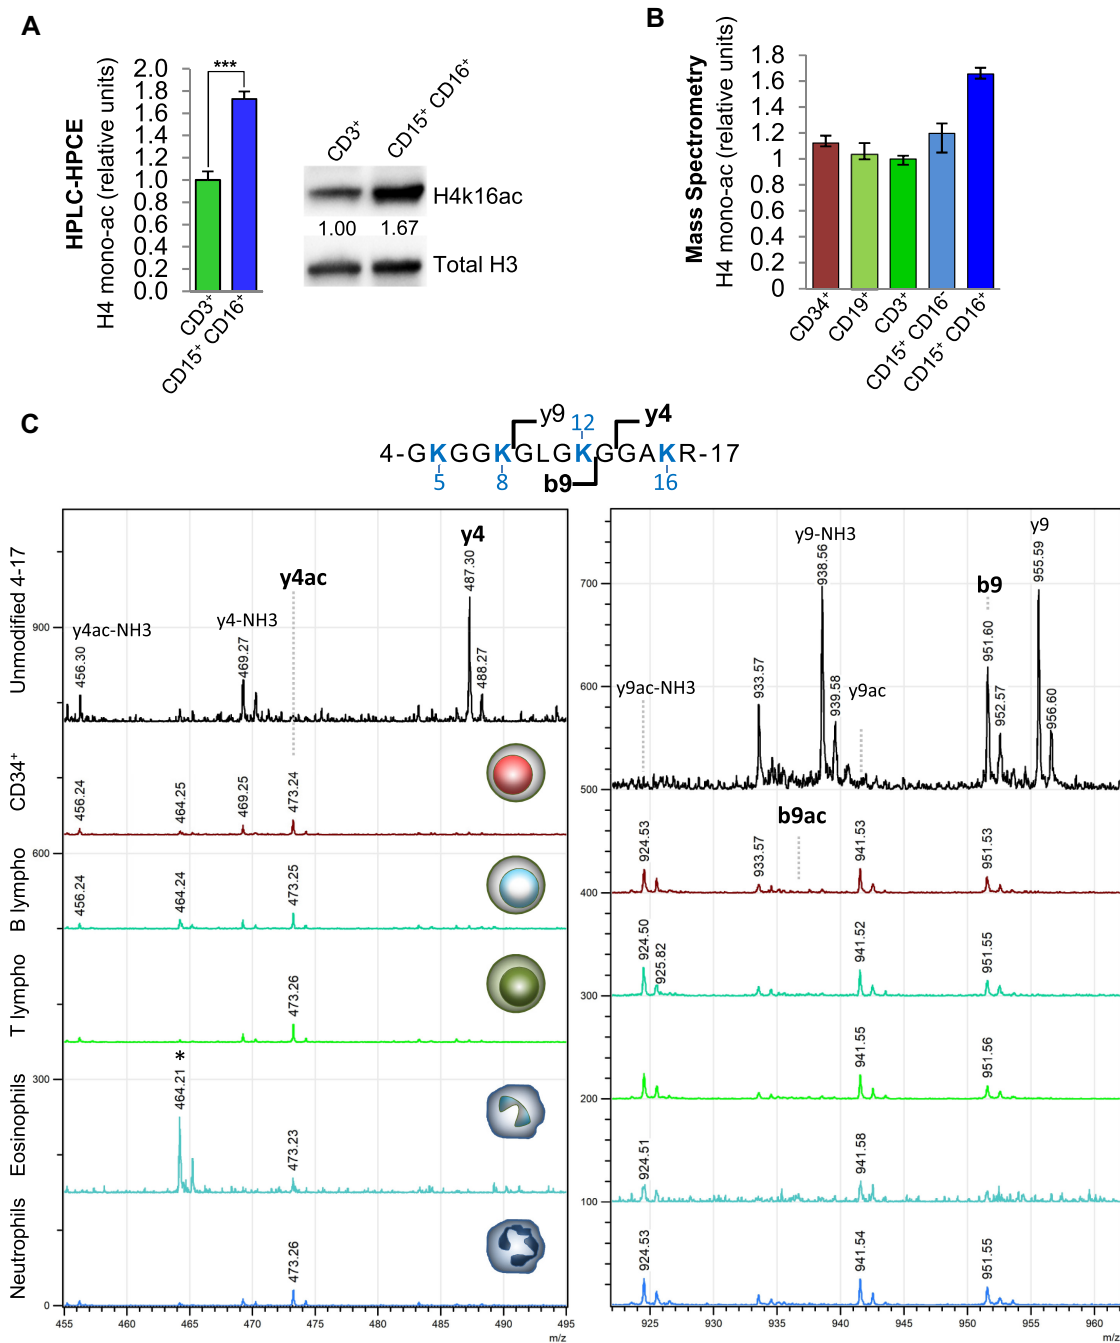 A
HPLC-HPCE
H4 mono-ac (relative units)
2.0
1.8
1.6
1.4
1.2
1.0
0.8
0.6
0.4
0.2
0.0
***
CD3+
CD15+ CD16+
CD3+
CD15+ CD16+
H4k16ac
1.00 1.67
Total H3
B
Mass Spectrometry
H4 mono-ac (relative units)
1.8
1.6
1.4
1.2
1
0.8
0.6
0.4
0.2
0
CD34+
CD19+
CD3+
CD15+ CD16-
CD15+ CD16+
C
y9 12 y4
4-GKGGKGLGKGGAKR-17
5 8 b9 16
Unmodified 4-17
900
y4ac-NH3
456.30
y4-NH3
469.27
y4ac
y4
487.30
488.27
CD34+
456.24
464.25
469.25
473.24
600
B lympho
456.24
464.24
473.25
T lympho
473.26
300
Eosinophils
*
464.21
473.23
Neutrophils
473.26
0
455 460 465 470 475 480 485 490 495
m/z
700
600
500
400
300
200
100
y9ac-NH3
933.57
y9-NH3
938.56
939.58
y9ac
b9
951.60
952.57
y9
955.59
956.60
b9ac
924.53
933.57
941.53
951.53
924.50
925.82
941.52
951.55
941.55
951.56
924.51
941.58
924.53
941.54
951.55
925 930 935 940 945 950 955 960
m/z